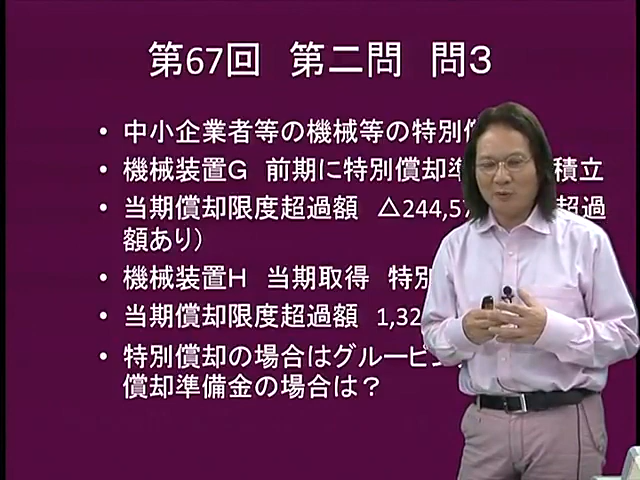 第67回 第二問 問３
• 中小企業者等の機械等の特別
• 機械装置G 前期に特別償却 積立
• 当期償却限度超過額 △244,57 超過
額あり）
• 機械装置H 当期取得 特別
• 当期償却限度超過額 1,32
• 特別償却の場合はグルーピン
償却準備金の場合は？